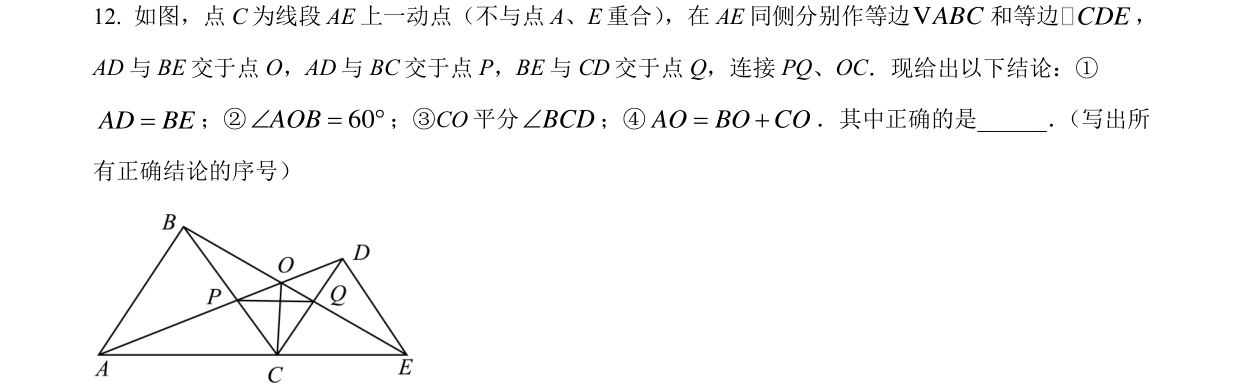 12. 如图，点 C 为线段 AE 上一动点（不与点 A、E 重合），在 AE 同侧分别作等边VABC 和等边□CDE，
AD 与 BE 交于点 O，AD 与 BC 交于点 P，BE 与 CD 交于点 Q，连接 PQ、OC．现给出以下结论：①
AD = BE；②∠AOB = 60°；③CO 平分∠BCD；④ AO = BO + CO．其中正确的是______．（写出所
有正确结论的序号）
B
D
O
P
Q
A
C
E